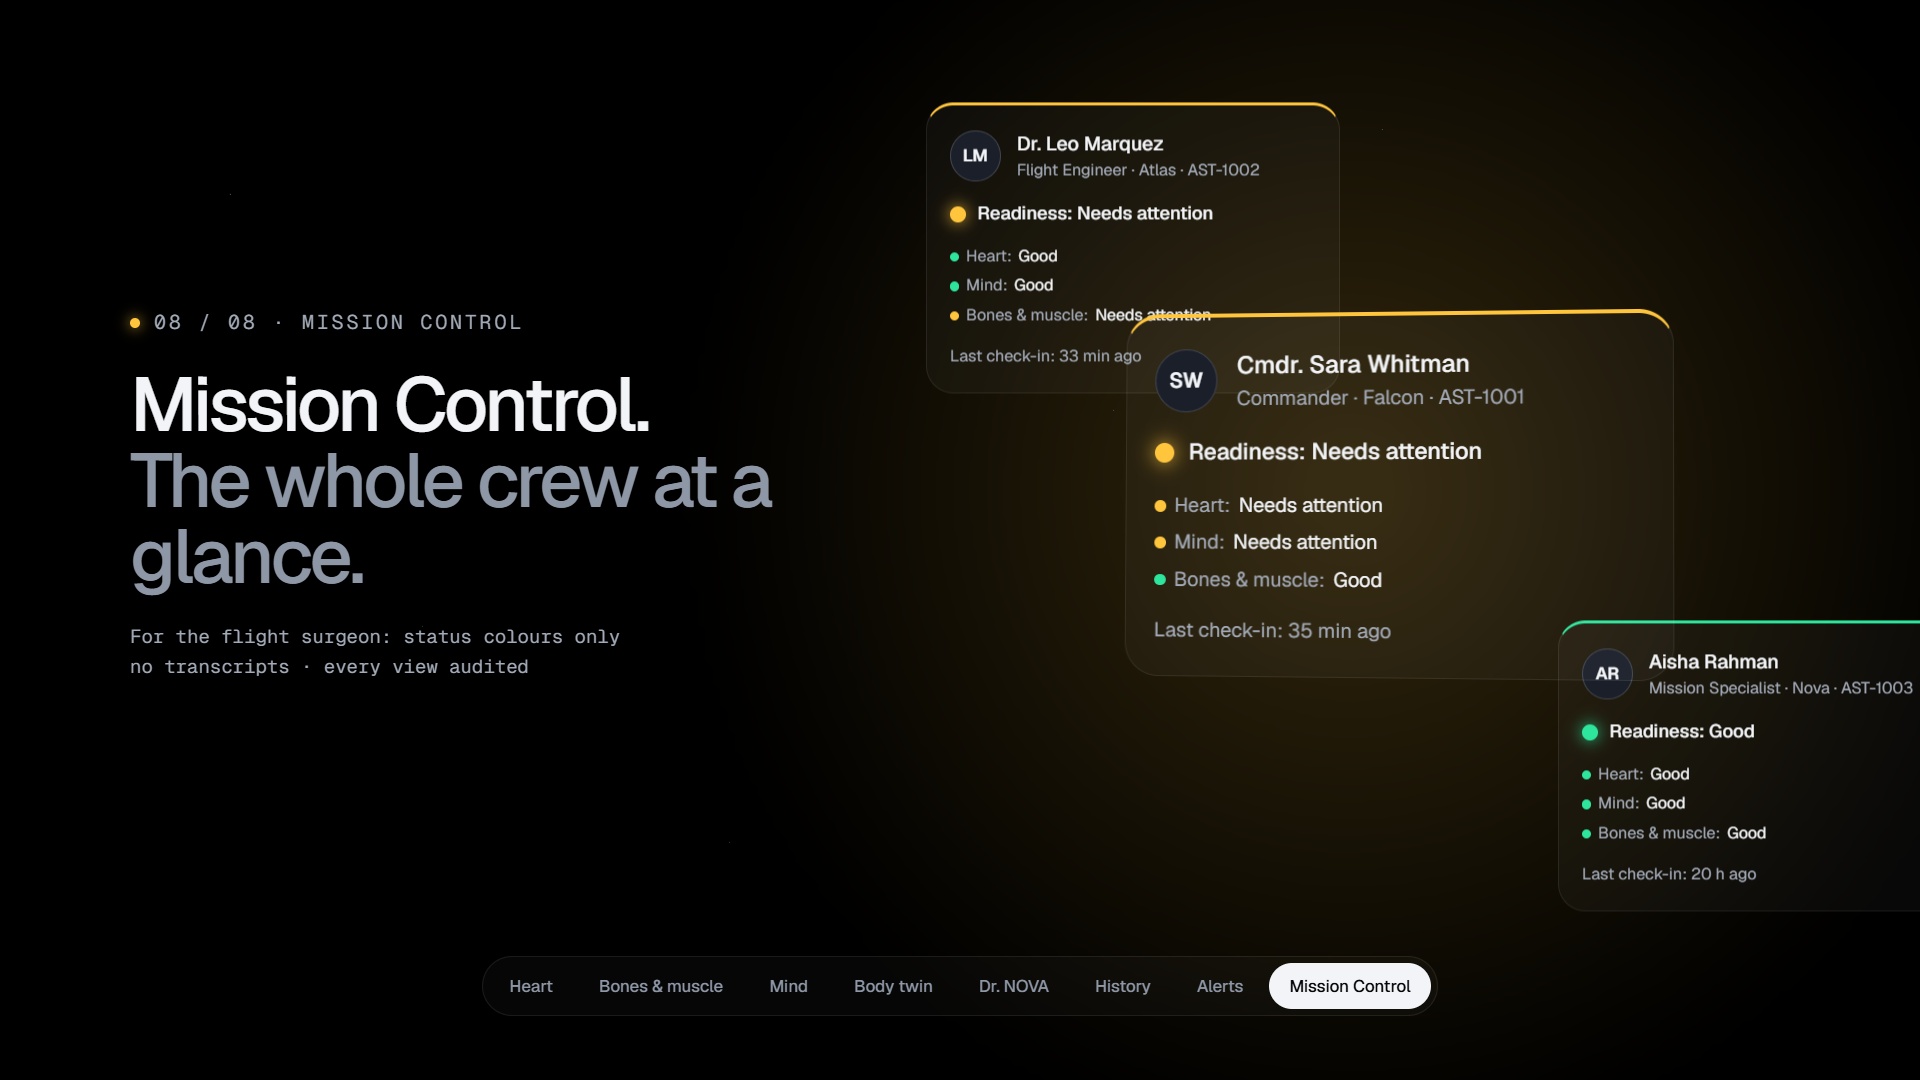 08 / 08 · MISSION CONTROL
Mission Control.
The whole crew at a
glance.
For the flight surgeon: status colours only
no transcripts · every view audited
LM
Dr. Leo Marquez
Flight Engineer · Atlas · AST-1002
Readiness: Needs attention
Heart: Good
Mind: Good
Bones & muscle: Needs attention
Last check-in: 33 min ago
SW
Cmdr. Sara Whitman
Commander · Falcon · AST-1001
Readiness: Needs attention
Heart: Needs attention
Mind: Needs attention
Bones & muscle: Good
Last check-in: 35 min ago
AR
Aisha Rahman
Mission Specialist · Nova · AST-1003
Readiness: Good
Heart: Good
Mind: Good
Bones & muscle: Good
Last check-in: 20 h ago
Heart Bones & muscle Mind Body twin Dr. NOVA History Alerts Mission Control